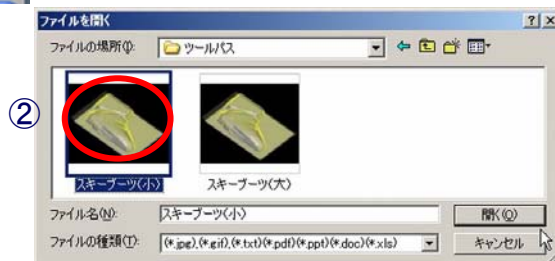 ファイルを開く
ファイルの場所(I):
ツールパス
②
スキーブーツ(小)
スキーブーツ(大)
ファイル名(N):
スキーブーツ(小)
開く(O)
ファイルの種類(T):
(*.jpg),(*.gif),(*.txt)(*.pdf)(*.ppt)(*.doc)(*.xls)
キャンセル